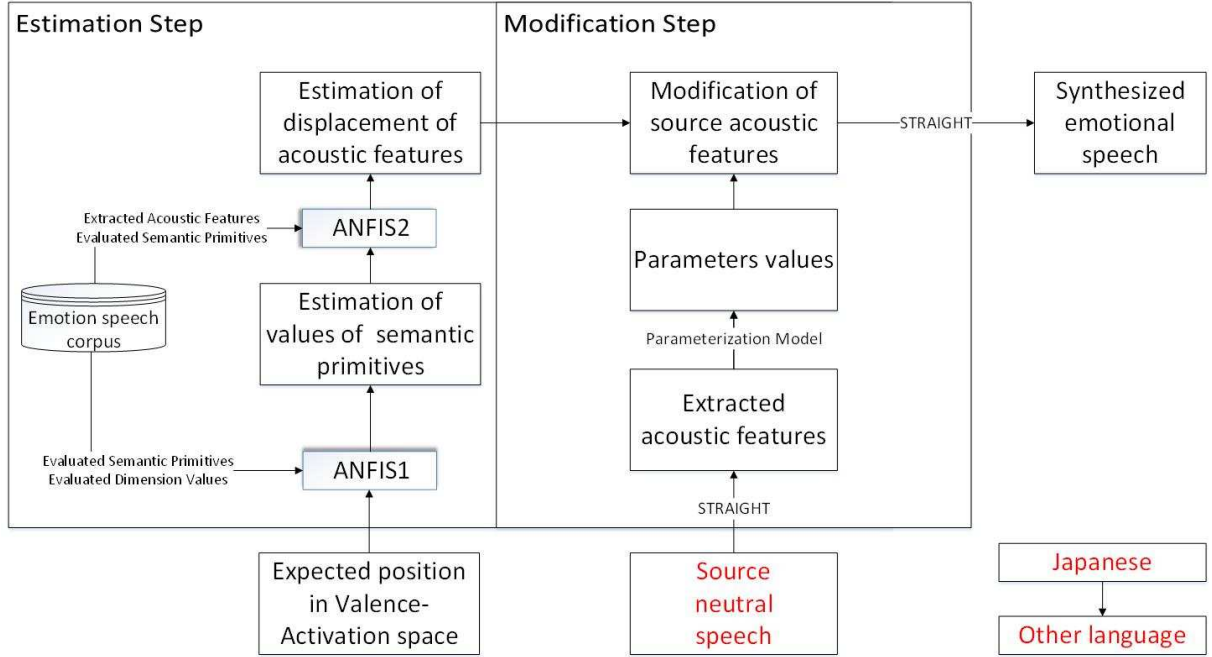 Estimation Step
Modification Step
Estimation of
displacement of
acoustic features
Modification of
source acoustic
features
STRAIGHT
Synthesized
emotional
speech
Extracted Acoustic Features
Evaluated Semantic Primitives
ANFIS2
Parameters values
Emotion speech
corpus
Estimation of
values of semantic
primitives
Parameterization Model
Extracted
acoustic features
Evaluated Semantic Primitives
Evaluated Dimension Values
ANFIS1
STRAIGHT
Expected position
in Valence-
Activation space
Source
neutral
speech
Japanese
Other language